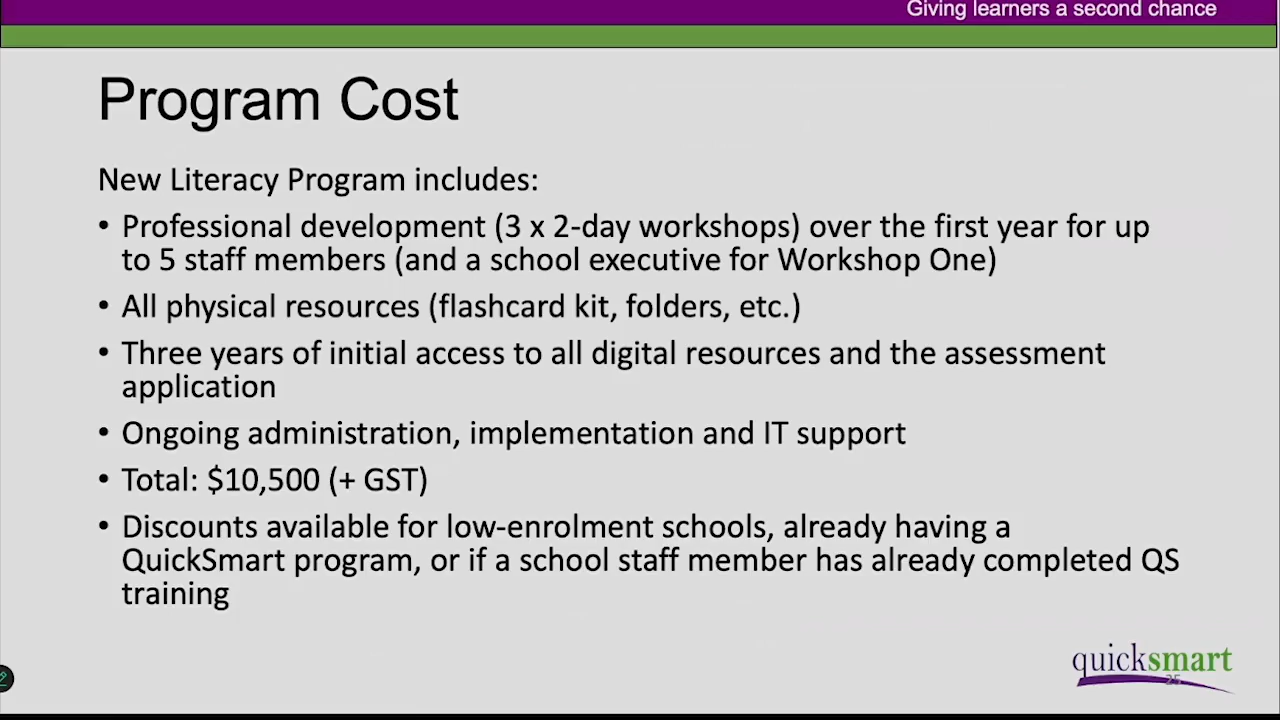 Giving learners a second chance
Program Cost
New Literacy Program includes:
• Professional development (3 x 2-day workshops) over the first year for up
to 5 staff members (and a school executive for Workshop One)
• All physical resources (flashcard kit, folders, etc.)
• Three years of initial access to all digital resources and the assessment
application
• Ongoing administration, implementation and IT support
• Total: $10,500 (+ GST)
• Discounts available for low-enrolment schools, already having a
QuickSmart program, or if a school staff member has already completed QS
training
quicksmart
25